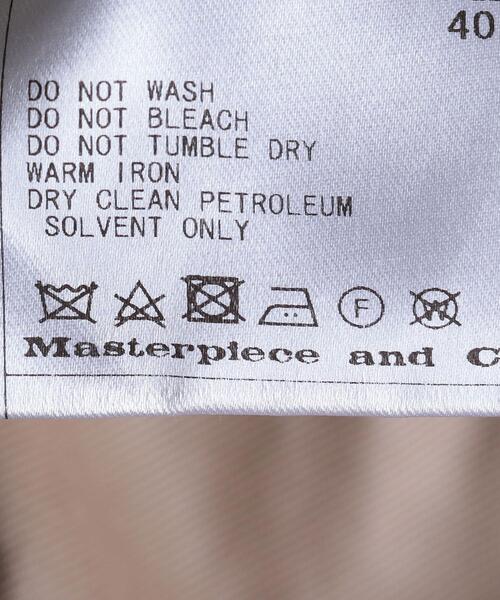 40
DO NOT WASH
DO NOT BLEACH
DO NOT TUMBLE DRY
WARM IRON
DRY CLEAN PETROLEUM
SOLVENT ONLY
F W
Masterpiece and C